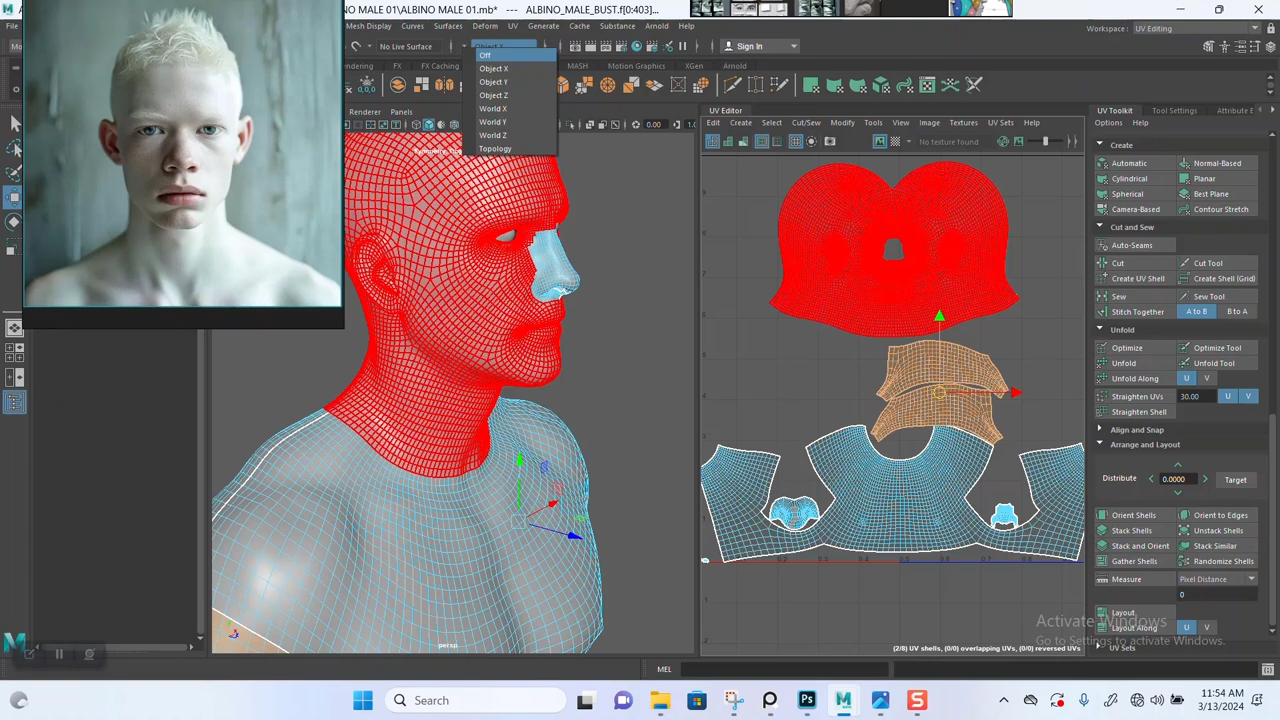 ALBINO MALE 01\ALBINO MALE 01.mb* --- ALBINO_MALE_BUST.f[0:403]...
Mesh Display Curves Surfaces Deform UV Generate Cache Substance Arnold Help
Workspace: UV Editing
No Live Surface
Object X
Sign In
Off
Object X
Object Y
Object Z
World X
World Y
World Z
Topology
FX FX Caching MASH Motion Graphics XGen Arnold
Renderer Panels
0.00
UV Editor
Edit Create Select Cut/Sew Modify Tools View Image Textures UV Sets Help
No texture found
UV Toolkit Tool Settings Attribute E
Options Help
Create
Automatic Normal-Based
Cylindrical Planar
Spherical Best Plane
Camera-Based Contour Stretch
Cut and Sew
Auto-Seams
Cut Cut Tool
Create UV Shell Create Shell (Grid)
Sew Sew Tool
Stitch Together A to B B to A
Unfold
Optimize Optimize Tool
Unfold Unfold Tool
Unfold Along U V
Straighten UVs 30.00 U V
Straighten Shell
Align and Snap
Arrange and Layout
Distribute 0.0000 Target
Orient Shells Orient to Edges
Stack Shells Unstack Shells
Stack and Orient Stack Similar
Gather Shells Randomize Shells
Measure Pixel Distance
0
Layout
Layout Along U V
UV Sets
persp
(2/8) UV shells, (0/0) overlapping UVs, (0/0) reversed UVs
Activate Windows
Go to Settings to activate Windows.
MEL
Search
11:54 AM
3/13/2024